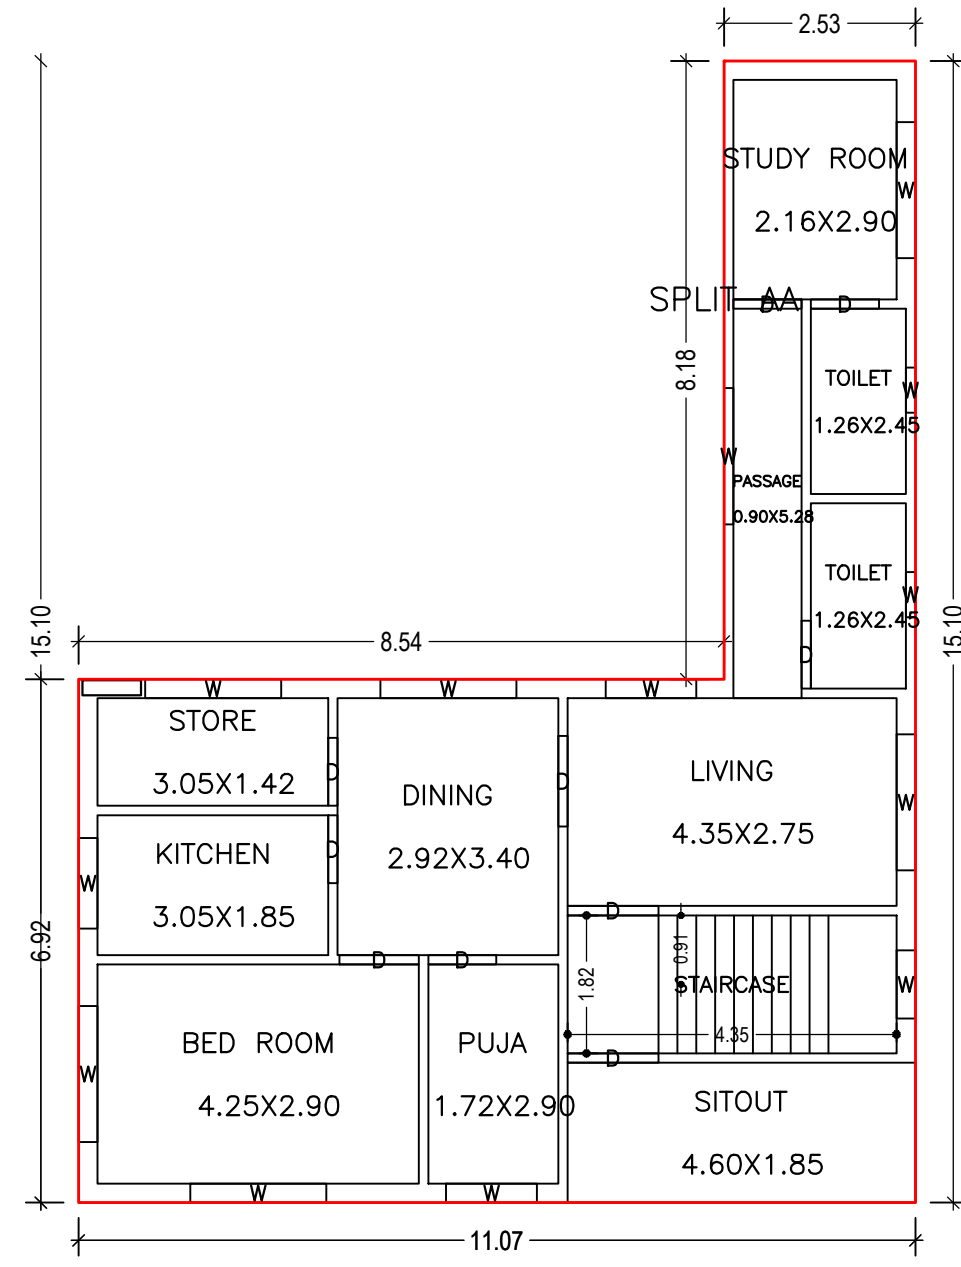 2.53
STUDY ROOM
W
2.16X2.90
SPLIT AA
D
D
8.18
TOILET
W
1.26X2.45
W
PASSAGE
0.90X5.28
TOILET
W
1.26X2.45
15.10
8.54
15.10
D
W
W
W
STORE
3.05X1.42
D
DINING
2.92X3.40
D
LIVING
4.35X2.75
W
KITCHEN
D
W
3.05X1.85
6.92
D
D
D
0.91
1.82
STAIRCASE
W
4.35
BED ROOM
W
4.25X2.90
PUJA
1.72X2.90
D
SITOUT
4.60X1.85
W
W
11.07